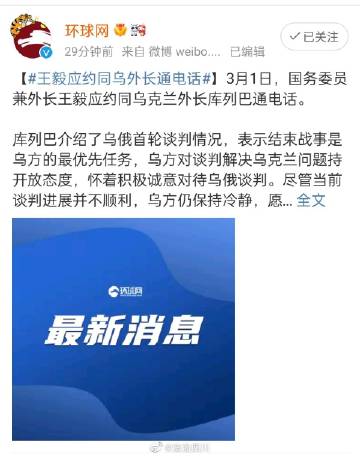 环球网
29分钟前 来自 微博 weibo.... 已编辑
已关注
【#王毅应约同乌外长通电话#】3月1日，国务委员
兼外长王毅应约同乌克兰外长库列巴通电话。
库列巴介绍了乌俄首轮谈判情况，表示结束战事是
乌方的最优先任务，乌方对谈判解决乌克兰问题持
开放态度，怀着积极诚意对待乌俄谈判。尽管当前
谈判进展并不顺利，乌方仍保持冷静，愿... 全文
环球网
最新消息